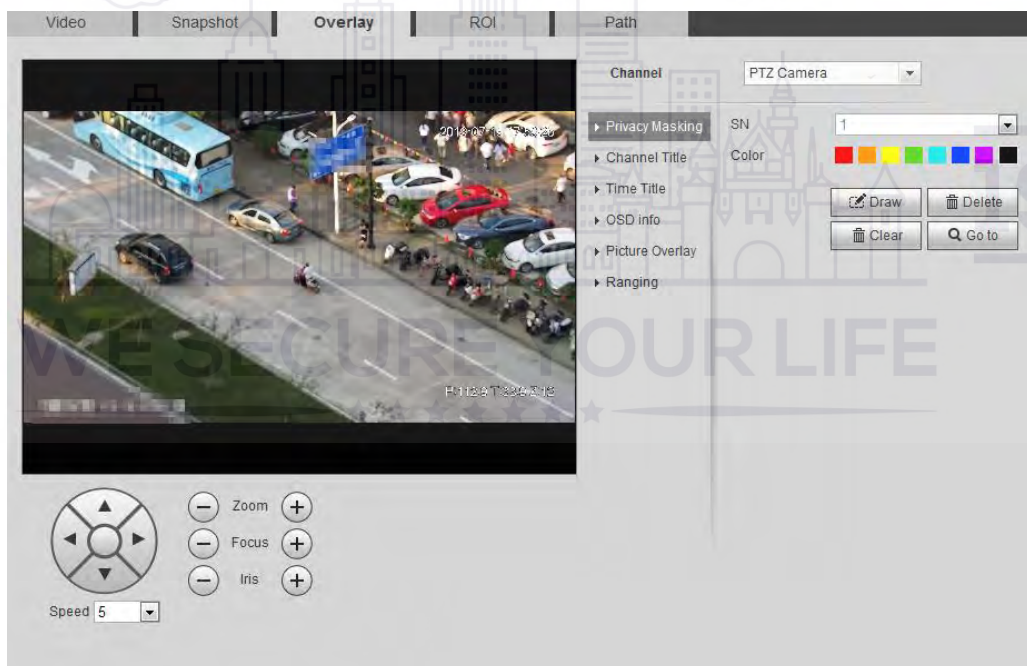 Video Snapshot Overlay ROI Path
Channel PTZ Camera
Privacy Masking
Channel Title
Time Title
OSD info
Picture Overlay
Ranging
SN 1
Color
Draw Delete
Clear Go to
WE SECURE YOUR LIFE
Zoom
Focus
Iris
Speed 5